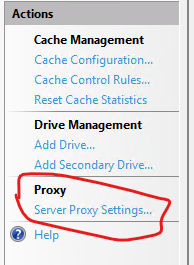 Actions
Cache Management
Cache Configuration...
Cache Control Rules...
Reset Cache Statistics
Drive Management
Add Drive...
Add Secondary Drive...
Proxy
Server Proxy Settings...
Help